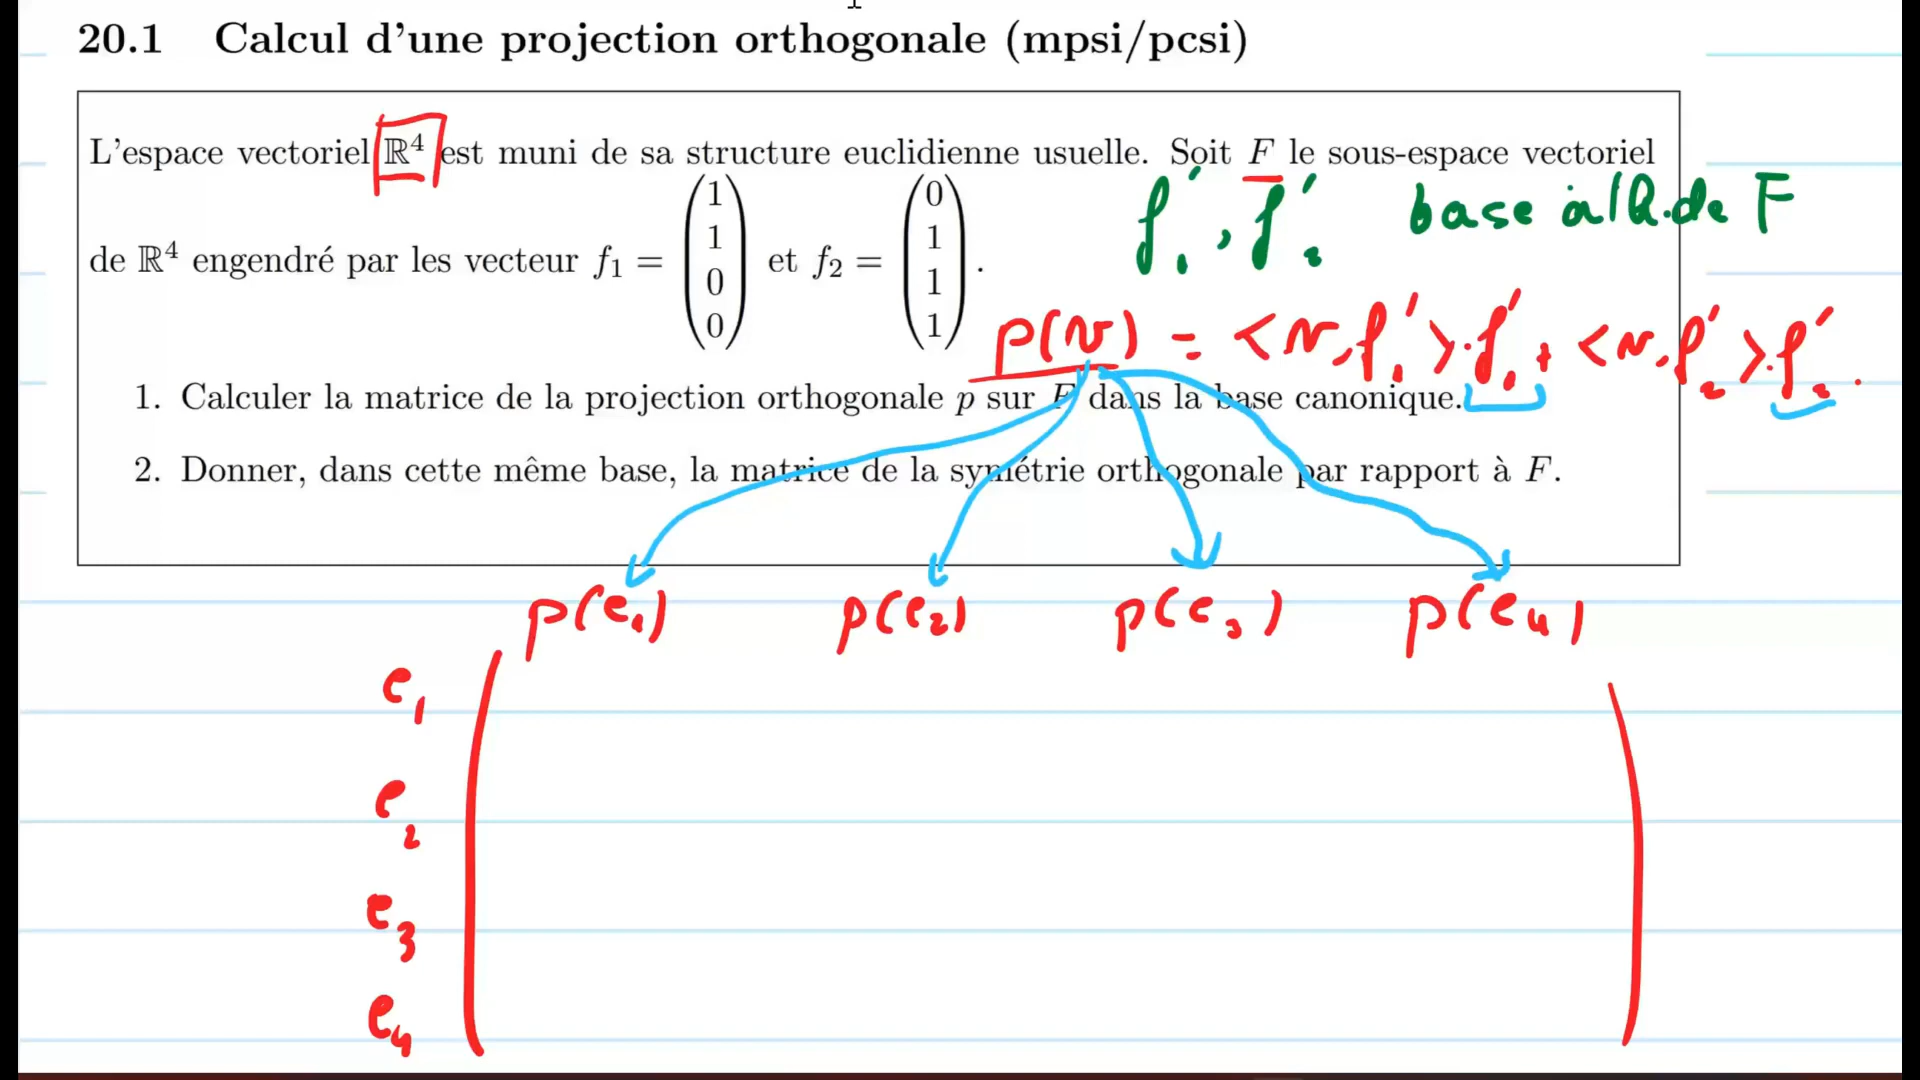 20.1 Calcul d'une projection orthogonale (mpsi/pcsi)
L'espace vectoriel ℝ⁴ est muni de sa structure euclidienne usuelle. Soit F le sous-espace vectoriel
de ℝ⁴ engendré par les vecteur f₁ = (1 1 0 0) et f₂ = (0 1 1 1).
f₁', f₂' base de F
p(v) = <v, f₁'>.f₁' + <v, f₂'>.f₂'.
1. Calculer la matrice de la projection orthogonale p sur F dans la base canonique.
2. Donner, dans cette même base, la matrice de la symétrie orthogonale par rapport à F.
p(e₁) p(e₂) p(e₃) p(e₄)
e₁
e₂
e₃
e₄